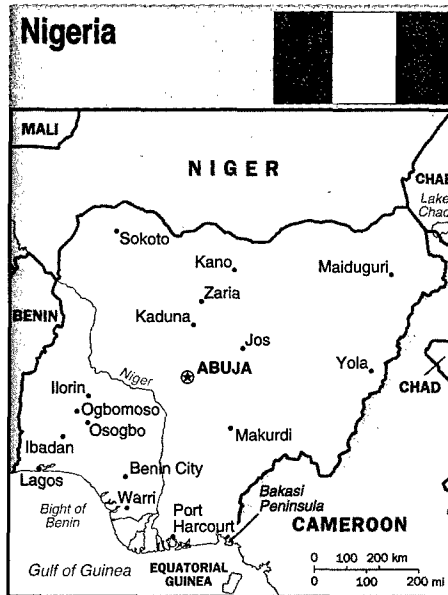 Nigeria
MALI
NIGER
CHAD
Lake
Chad
Sokoto
Kano
Maiduguri
Zaria
BENIN
Kaduna
Jos
Niger
ABUJA
Yola
CHAD
Ilorin
Ogbomoso
Osogbo
Makurdi
Ibadan
Benin City
Lagos
Warri
Bakasi
Peninsula
Bight of
Benin
Port
Harcourt
CAMEROON
Gulf of Guinea
EQUATORIAL
GUINEA
0 100 200 km
0 100 200 mi